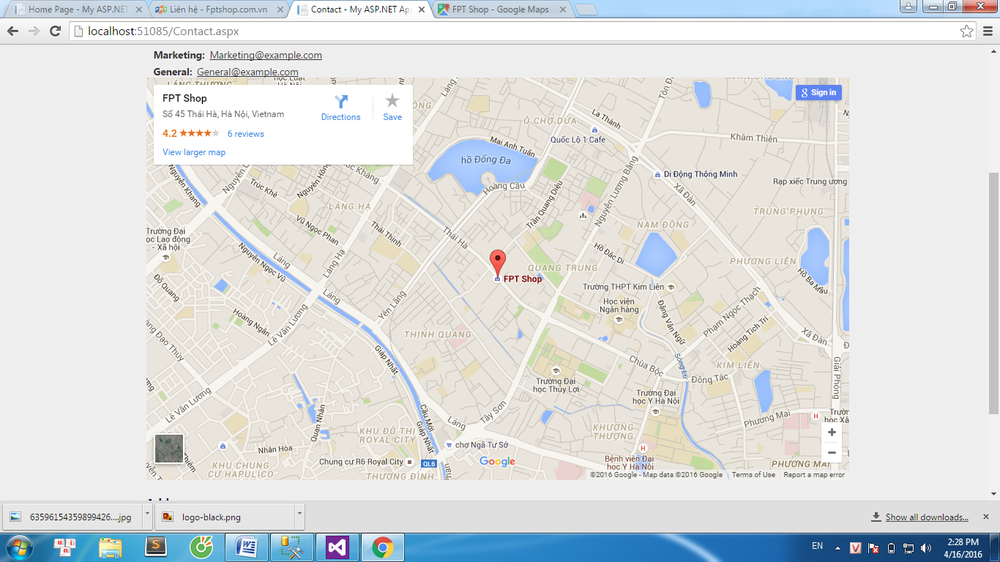 Home Page - My ASP.NET
Liên hệ - Fptshop.com.vn
Contact - My ASP.NET Ap
FPT Shop - Google Maps
localhost:51085/Contact.aspx
Marketing: Marketing@example.com
General: General@example.com
FPT Shop
Số 45 Thái Hà, Hà Nội, Vietnam
4.2
6 reviews
View larger map
Directions
Save
Sign in
LÁNG THƯỢNG
Láng
Ô CHỢ DỪA
La Thành
Tôn Đ
Quốc Lộ 1 Cafe
Khâm Thiên
Mai Anh Tuấn
hồ Đống Đa
Hoàng Cầu
Di Động Thông Minh
Rạp xiếc Trung ương
Xã Đàn
Nguyễn Lương Bằng
Trần Quang Diệu
Nguyễn Khang
Trúc Khê
Nguyên Hồng
LÁNG HẠ
Vũ Ngọc Phan
Thái Thịnh
Thái Hà
NAM ĐỒNG
TRUNG PHỤNG
Trường Đại
học Lao động
- Xã hội
Nguyễn Ngọc Vũ
Láng
Láng Hạ
Hồ Đắc Di
PHƯƠNG LIÊN
Hồ Ba Mẫu
QUANG TRUNG
FPT Shop
Trường THPT Kim Liên
Đỗ Quang
Láng
Yên Lãng
Học viện
Ngân hàng
Đặng Văn Ngữ
Phạm Ngọc Thạch
Hoàng Tích Trí
Xã Đàn
Hoàng Ngân
Lê Văn Lương
THỊNH QUANG
Giáp Nhất
Chùa Bộc
Sông Lừ
KIM LIÊN
Đông Tác
Giải Phóng
Trường Đại
học Thủy Lợi
Trường Đại
học Y Hà Nội
Lê Văn Lương
Quan Nhân
Cầu Mới
Giáp Nhất
Tây Sơn
Láng
Phương Mai
KHU ĐÔ THỊ
ROYAL CITY
KHƯƠNG
THƯỢNG
Nhân Hòa
chợ Ngã Tư Sở
Chung cư R6 Royal City
QL6
Google
Bệnh viện Đại
học Y Hà Nội
PHƯƠNG MAI
KHU CHUNG
CƯ HAPULICO
THƯỢNG ĐÌNH
+
−
©2016 Google - Map data ©2016 Google
Terms of Use
Report a map error
63596154359899426....jpg
logo-black.png
Show all downloads...
EN
2:28 PM
4/16/2016